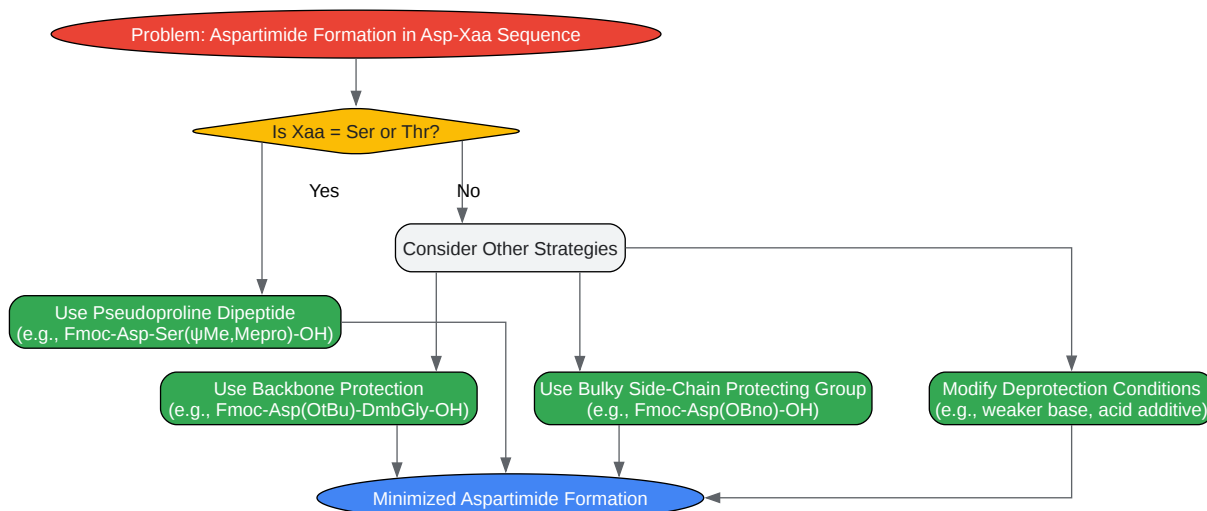 Problem: Aspartimide Formation in Asp-Xaa Sequence
Is Xaa = Ser or Thr?
Yes
No
Consider Other Strategies
Use Pseudoproline Dipeptide
(e.g., Fmoc-Asp-Ser(ψMe,Mepro)-OH)
Use Backbone Protection
(e.g., Fmoc-Asp(OtBu)-DmbGly-OH)
Use Bulky Side-Chain Protecting Group
(e.g., Fmoc-Asp(OBno)-OH)
Modify Deprotection Conditions
(e.g., weaker base, acid additive)
Minimized Aspartimide Formation